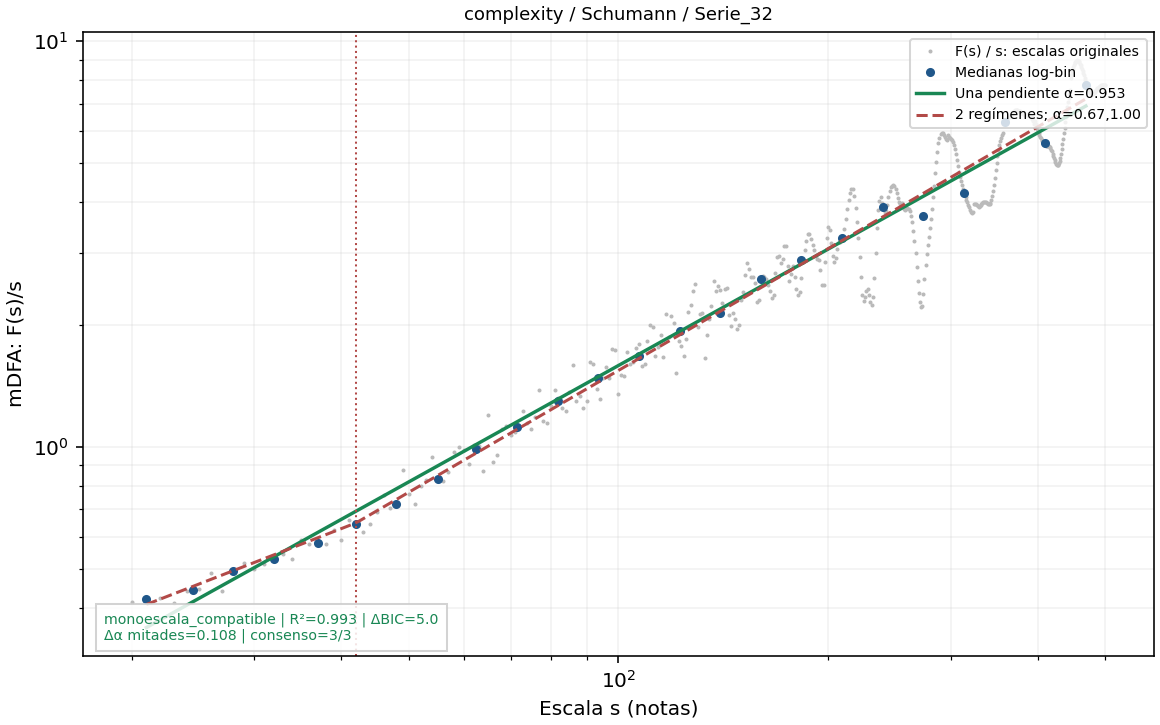 complexity / Schumann / Serie_32
10¹
F(s) / s: escalas originales
Medianas log-bin
Una pendiente α=0.953
2 regímenes; α=0.67,1.00
mDFA: F(s)/s
10⁰
monoescala_compatible | R²=0.993 | ΔBIC=5.0
Δα mitades=0.108 | consenso=3/3
10²
Escala s (notas)